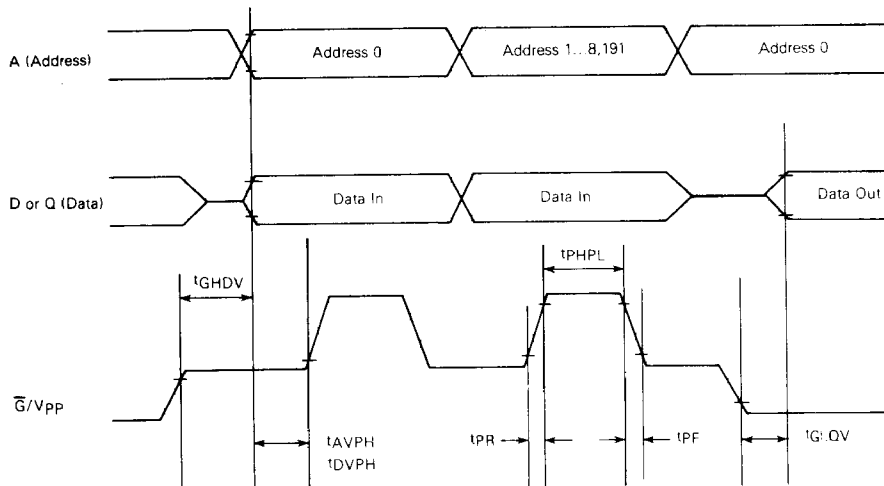 A (Address)
Address 0
Address 1...8,191
Address 0
D or Q (Data)
Data In
Data In
Data Out
tGHDV
tPHPL
G̅/VPP
tAVPH
tDVPH
tPR
tPF
tGLQV